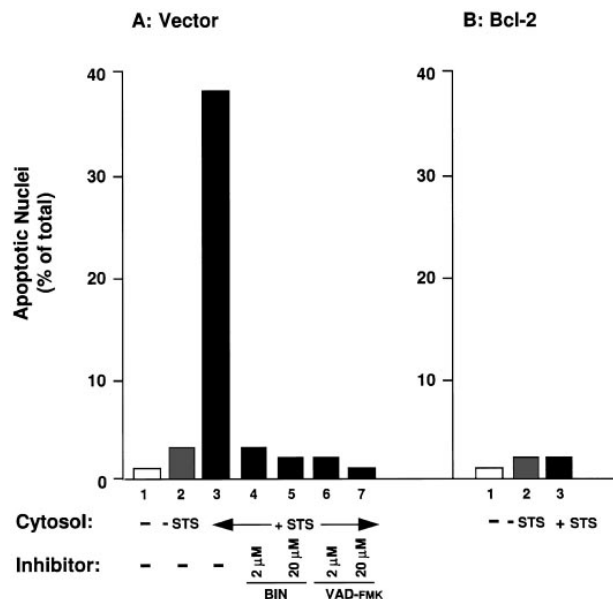 A: Vector
B: Bcl-2
Apoptotic Nuclei
(% of total)
40
30
20
10
0
40
30
20
10
0
1 2 3 4 5 6 7
1 2 3
Cytosol: – - STS + STS
– - STS + STS
Inhibitor: – – – 2 µM 20 µM 2 µM 20 µM
BIN VAD-FMK